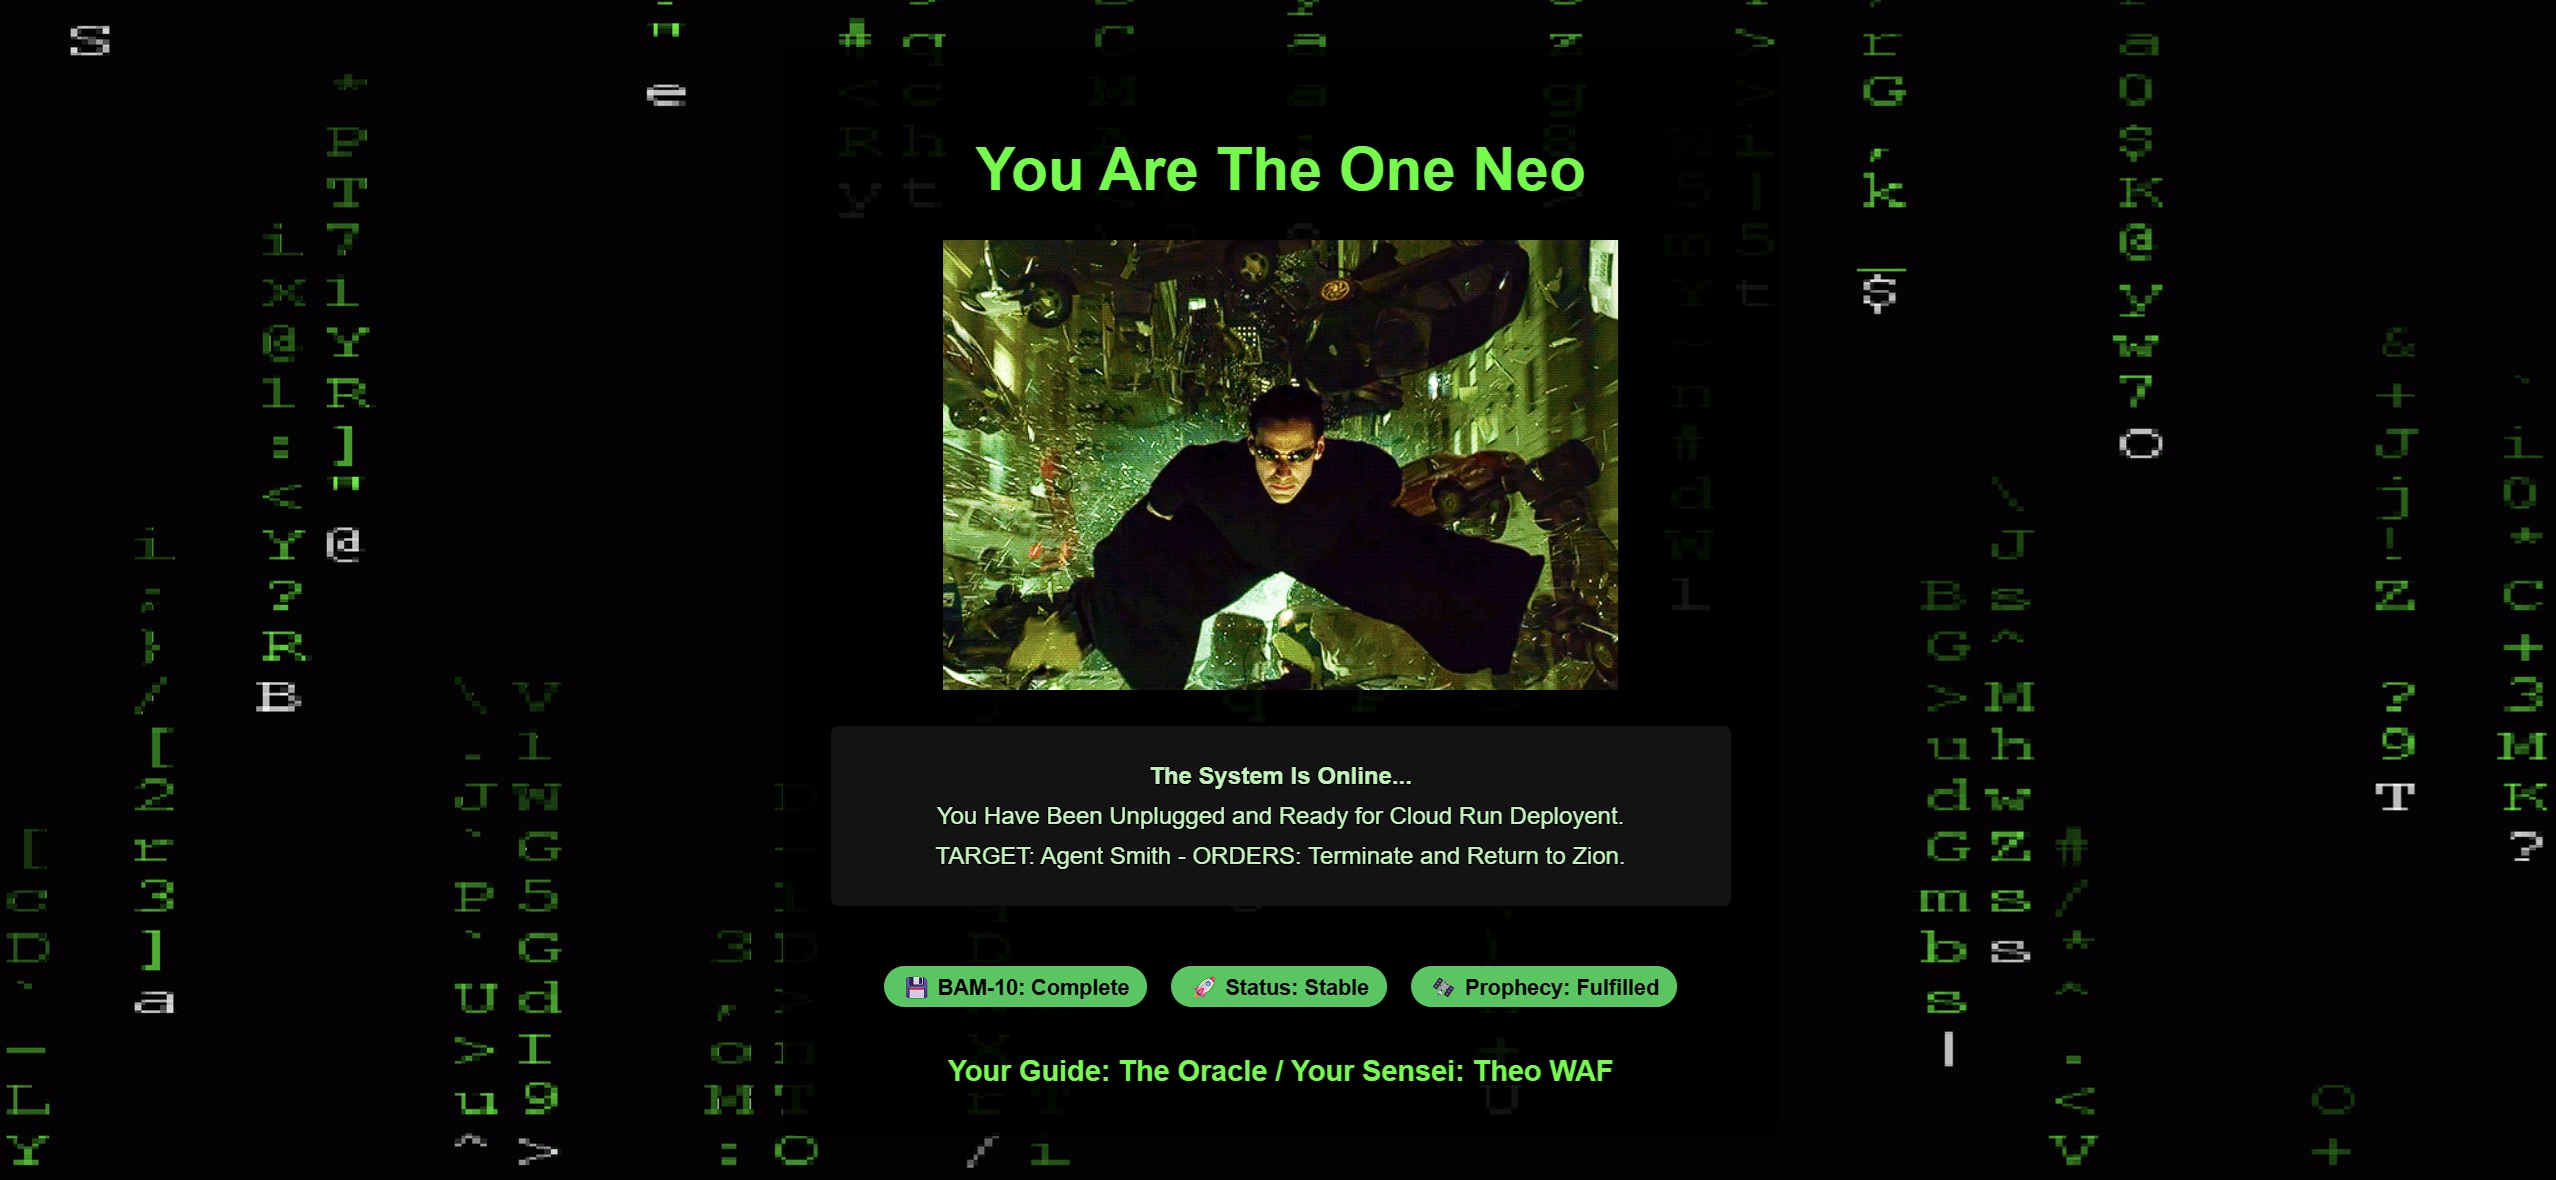 You Are The One Neo
The System Is Online...
You Have Been Unplugged and Ready for Cloud Run Deployent.
TARGET: Agent Smith - ORDERS: Terminate and Return to Zion.
💾 BAM-10: Complete
🚀 Status: Stable
🛰 Prophecy: Fulfilled
Your Guide: The Oracle / Your Sensei: Theo WAF